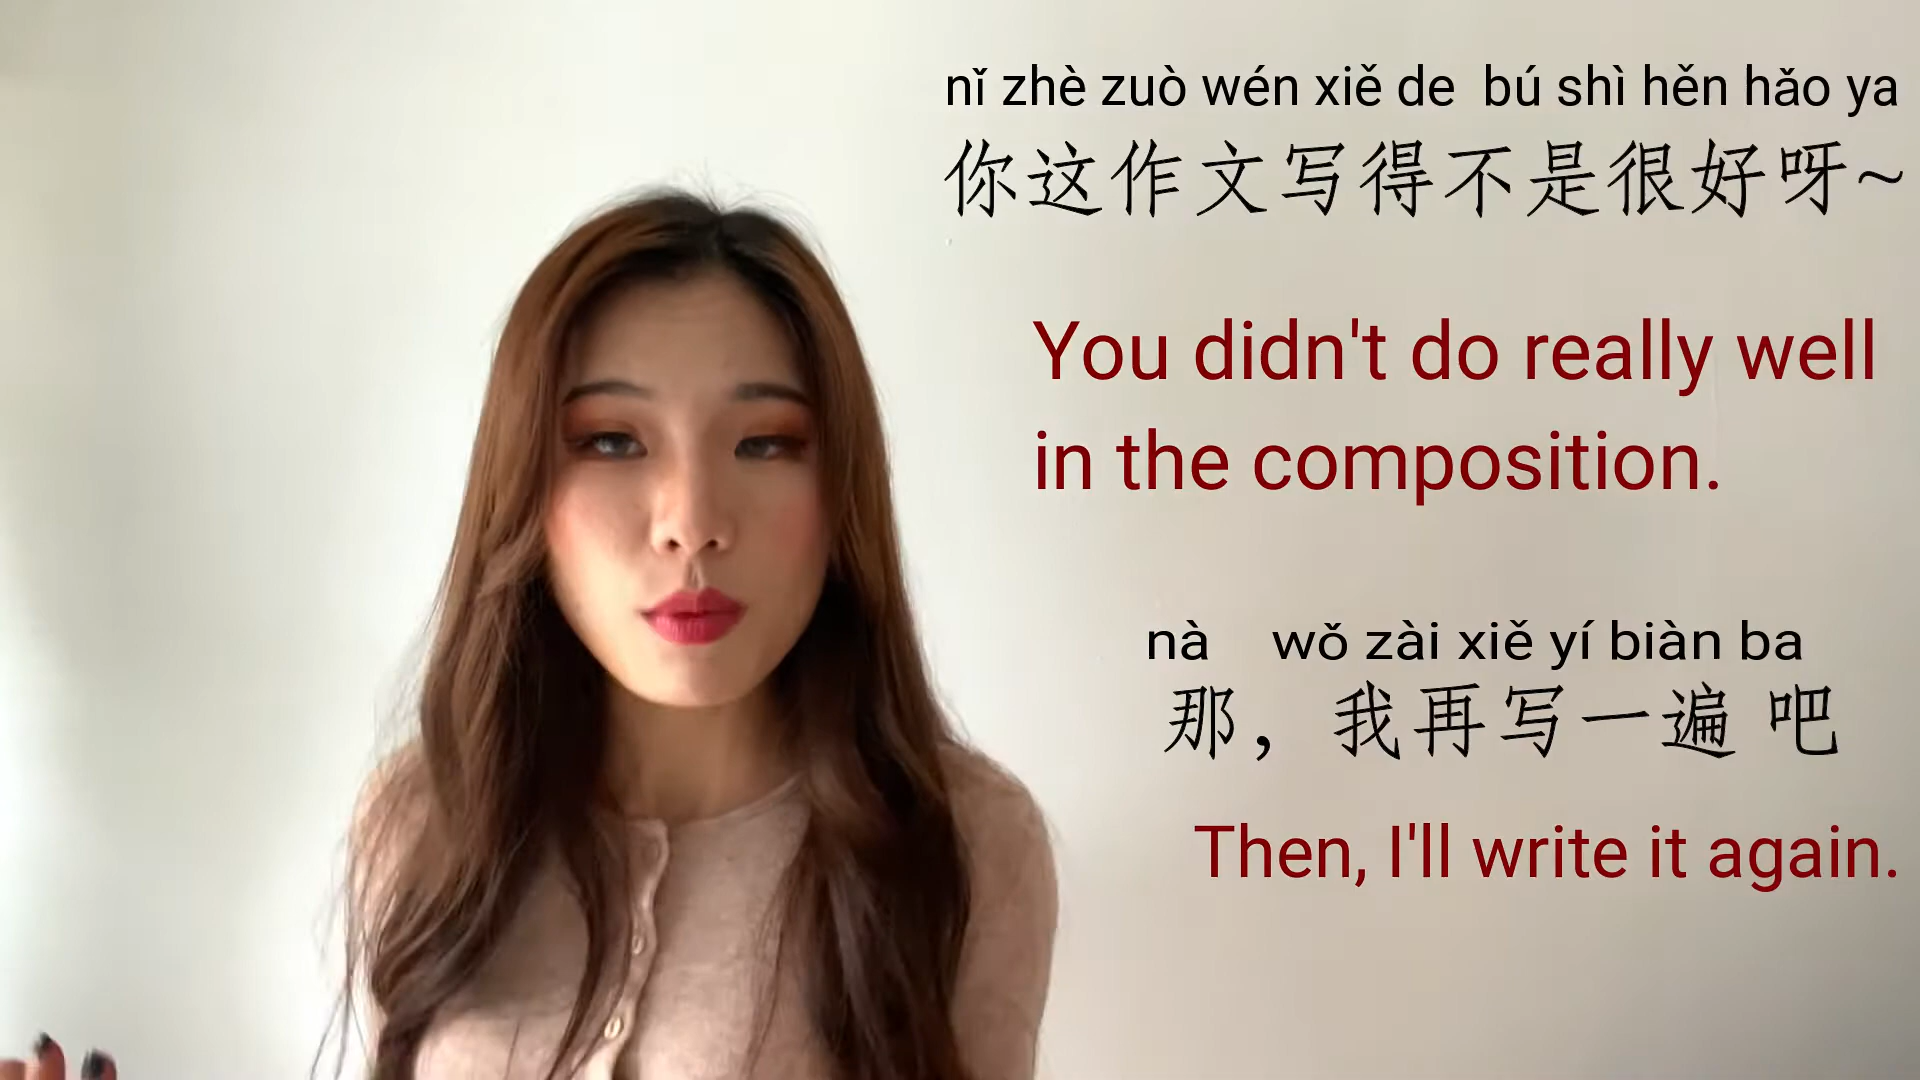 nǐ zhè zuò wén xiě de bú shì hěn hǎo ya
你这作文写得不是很好呀~
You didn't do really well
in the composition.
nà wǒ zài xiě yí biàn ba
那，我再写一遍 吧
Then, I'll write it again.